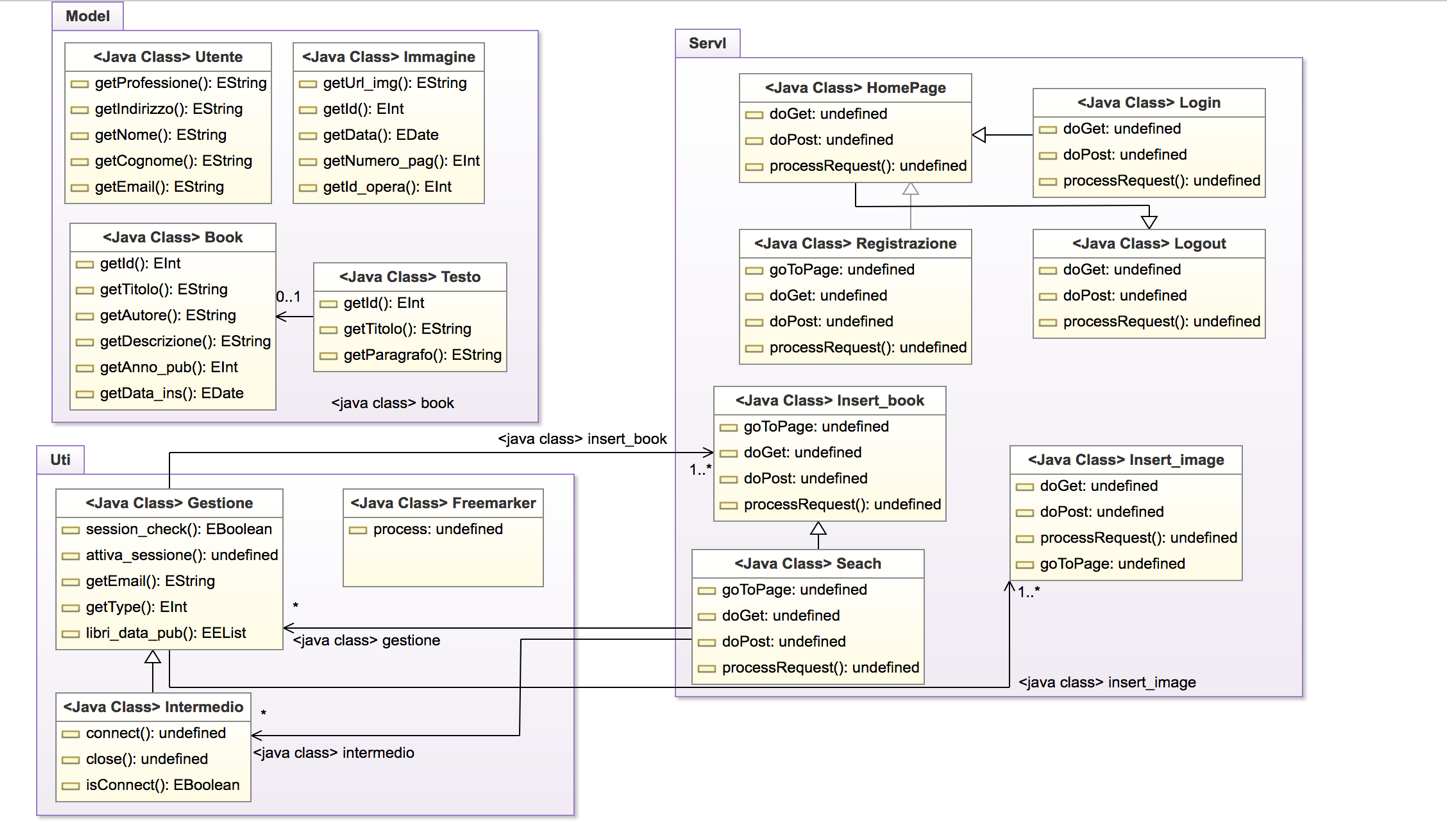 Model
<Java Class> Utente
getProfessione(): EString
getIndirizzo(): EString
getNome(): EString
getCognome(): EString
getEmail(): EString
<Java Class> Immagine
getUrl_img(): EString
getId(): EInt
getData(): EDate
getNumero_pag(): EInt
getId_opera(): EInt
<Java Class> Book
getId(): EInt
getTitolo(): EString
getAutore(): EString
getDescrizione(): EString
getAnno_pub(): EInt
getData_ins(): EDate
0..1
<Java Class> Testo
getId(): EInt
getTitolo(): EString
getParagrafo(): EString
<java class> book
Servl
<Java Class> HomePage
doGet: undefined
doPost: undefined
processRequest(): undefined
<Java Class> Login
doGet: undefined
doPost: undefined
processRequest(): undefined
<Java Class> Registrazione
goToPage: undefined
doGet: undefined
doPost: undefined
processRequest(): undefined
<Java Class> Logout
doGet: undefined
doPost: undefined
processRequest(): undefined
<Java Class> Insert_book
goToPage: undefined
doGet: undefined
doPost: undefined
processRequest(): undefined
<java class> insert_book
1..*
<Java Class> Insert_image
doGet: undefined
doPost: undefined
processRequest(): undefined
goToPage: undefined
1..*
<java class> insert_image
<Java Class> Seach
goToPage: undefined
doGet: undefined
doPost: undefined
processRequest(): undefined
Uti
<Java Class> Gestione
session_check(): EBoolean
attiva_sessione(): undefined
getEmail(): EString
getType(): EInt
libri_data_pub(): EEList
<Java Class> Freemarker
process: undefined
*
<java class> gestione
<Java Class> Intermedio
connect(): undefined
close(): undefined
isConnect(): EBoolean
*
<java class> intermedio